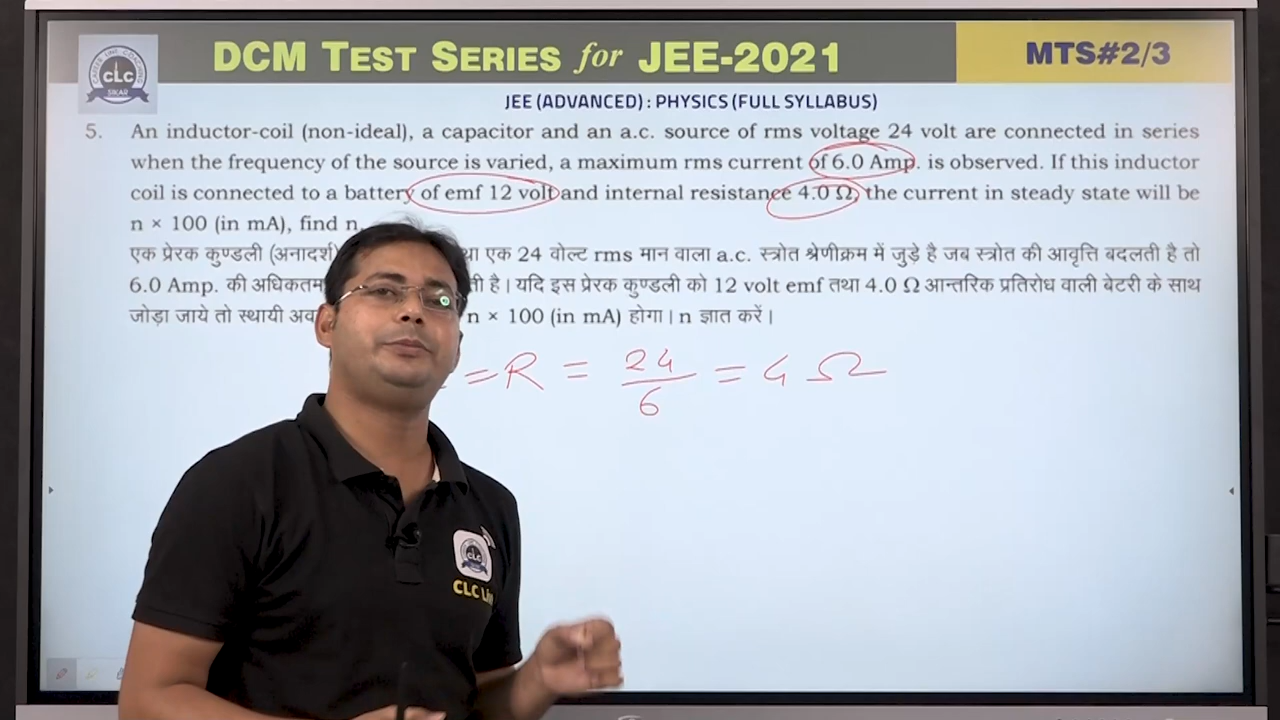 DCM TEST SERIES for JEE-2021
MTS#2/3
CLC
SIKAR
JEE (ADVANCED) : PHYSICS (FULL SYLLABUS)
5. An inductor-coil (non-ideal), a capacitor and an a.c. source of rms voltage 24 volt are connected in series
when the frequency of the source is varied, a maximum rms current of 6.0 Amp. is observed. If this inductor
coil is connected to a battery of emf 12 volt and internal resistance 4.0 Ω, the current in steady state will be
n × 100 (in mA), find n.
एक प्रेरक कुण्डली (अनादर्श) था एक 24 वोल्ट rms मान वाला a.c. स्त्रोत श्रेणीक्रम में जुड़े है जब स्त्रोत की आवृत्ति बदलती है तो
6.0 Amp. की अधिकतम ती है। यदि इस प्रेरक कुण्डली को 12 volt emf तथा 4.0 Ω आन्तरिक प्रतिरोध वाली बेटरी के साथ
जोड़ा जाये तो स्थायी अव n × 100 (in mA) होगा। n ज्ञात करें।
= R = 24/6 = 4 Ω
CLC
CLC